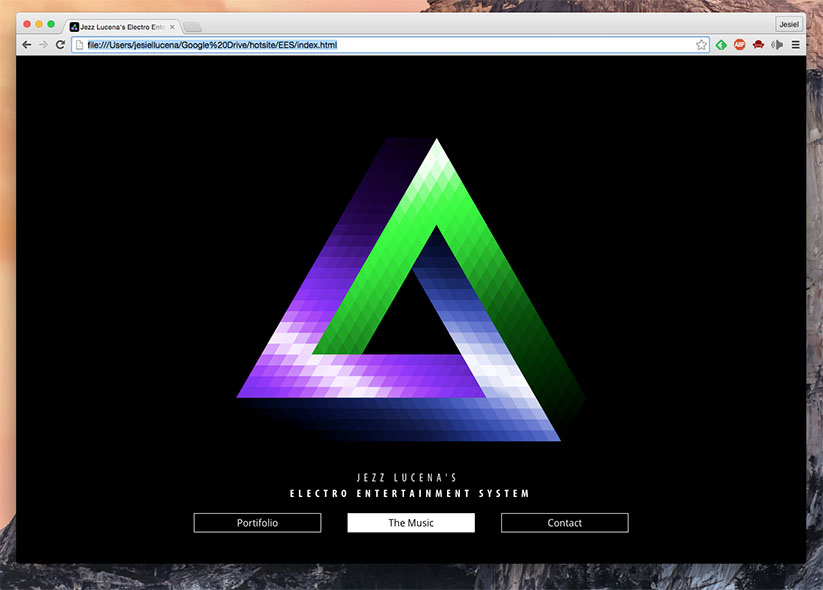 Jezz Lucena's Electro Ente
Jesiel
file:///Users/jesiellucena/Google%20Drive/hotsite/EES/index.html
ABP
JEZZ LUCENA'S
ELECTRO ENTERTAINMENT SYSTEM
Portifolio
The Music
Contact